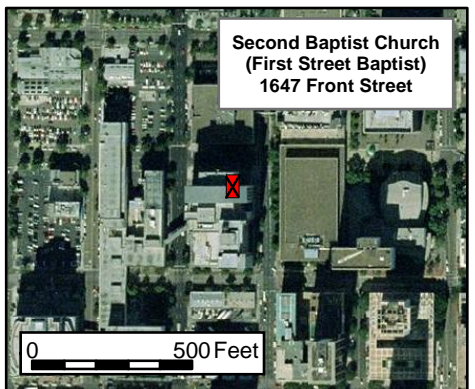 Second Baptist Church
(First Street Baptist)
1647 Front Street
0 500 Feet